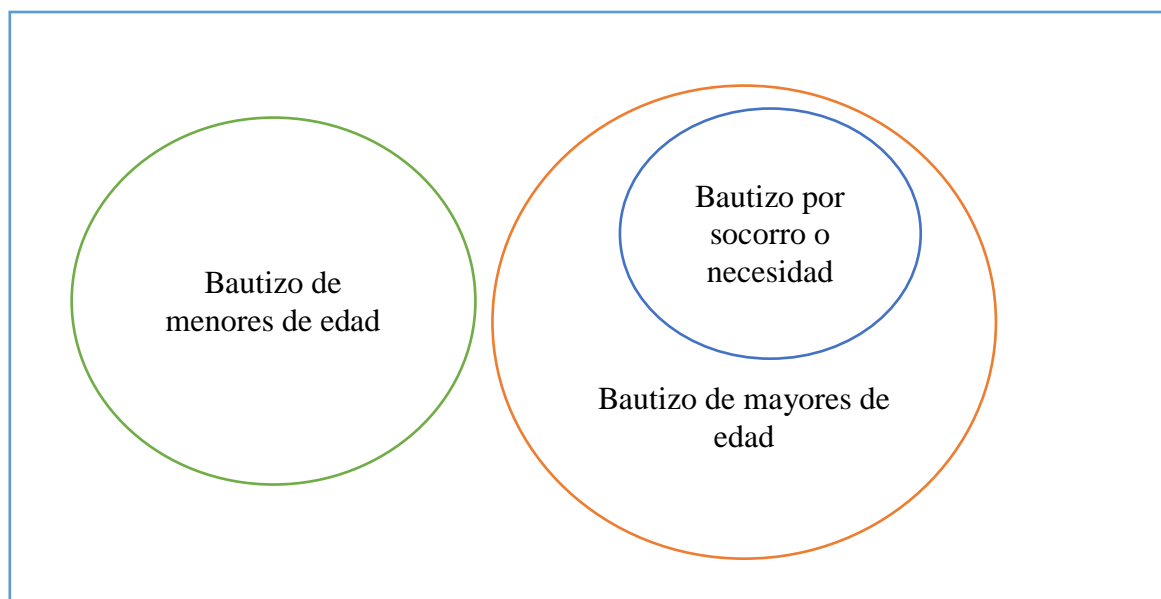 Bautizo de
menores de edad
Bautizo por
socorro o
necesidad
Bautizo de mayores de
edad